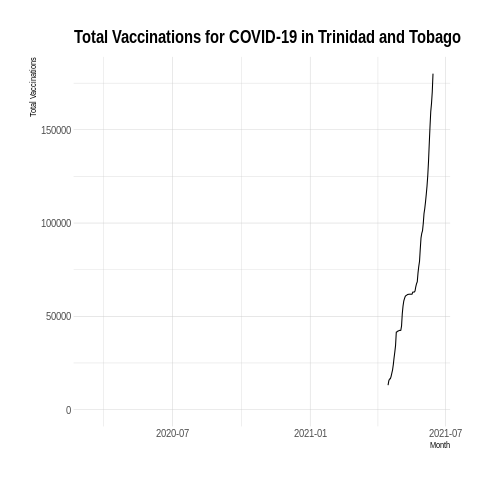 Total Vaccinations for COVID-19 in Trinidad and Tobago
Total Vaccinations
150000
100000
50000
0
2020-07 2021-01 2021-07
Month